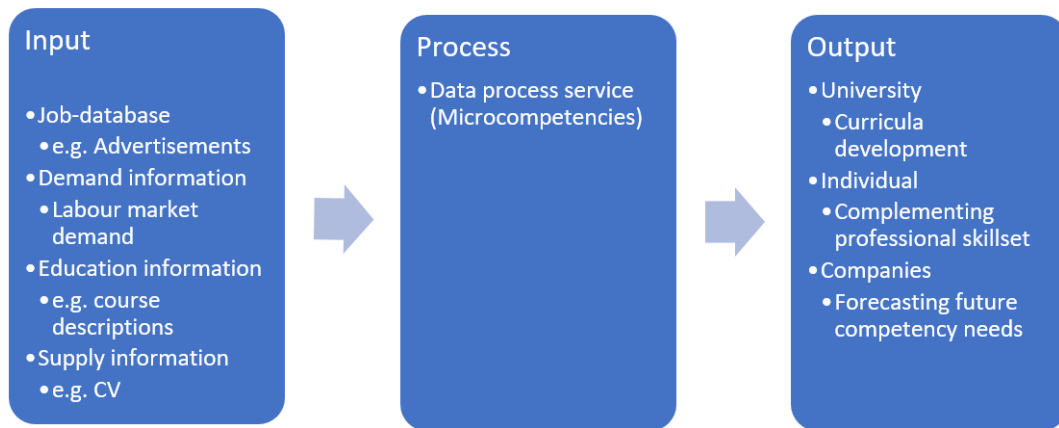 Input
•Job-database
•e.g. Advertisements
•Demand information
•Labour market
demand
•Education information
•e.g. course
descriptions
•Supply information
•e.g. CV
Process
•Data process service
(Microcompetencies)
Output
•University
•Curricula
development
•Individual
•Complementing
professional skillset
•Companies
•Forecasting future
competency needs